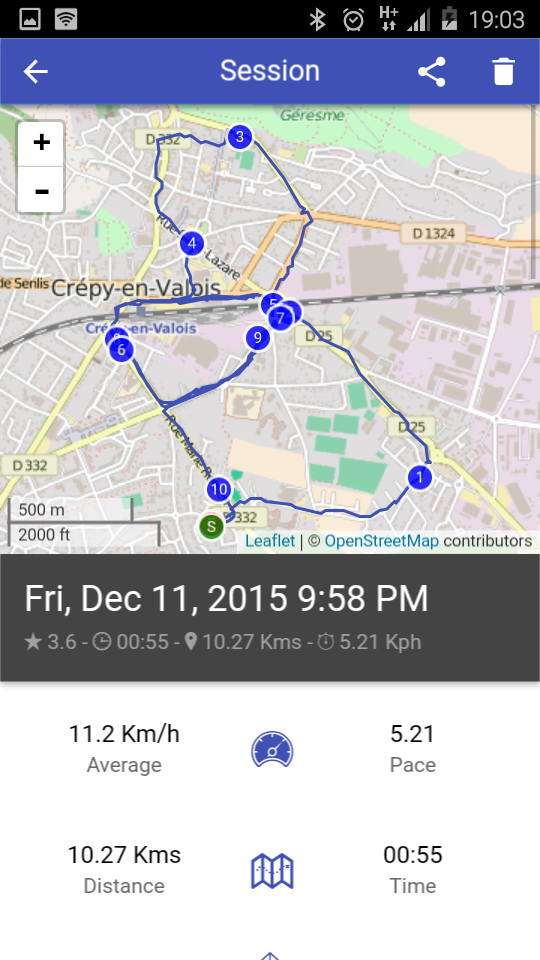 H+ 19:03
Session
Géresme
+
D 332
3
-
D 1324
4
Rue
Lazare
de Senlis
Crépy-en-Valois
5
7
Crépy-en-Valois
9
D25
6
D25
Rue Marie R
D 332
1
10
500 m
S
332
2000 ft
Leaflet | © OpenStreetMap contributors
Fri, Dec 11, 2015 9:58 PM
3.6 - 00:55 - 10.27 Kms - 5.21 Kph
11.2 Km/h 5.21
Average Pace
10.27 Kms 00:55
Distance Time